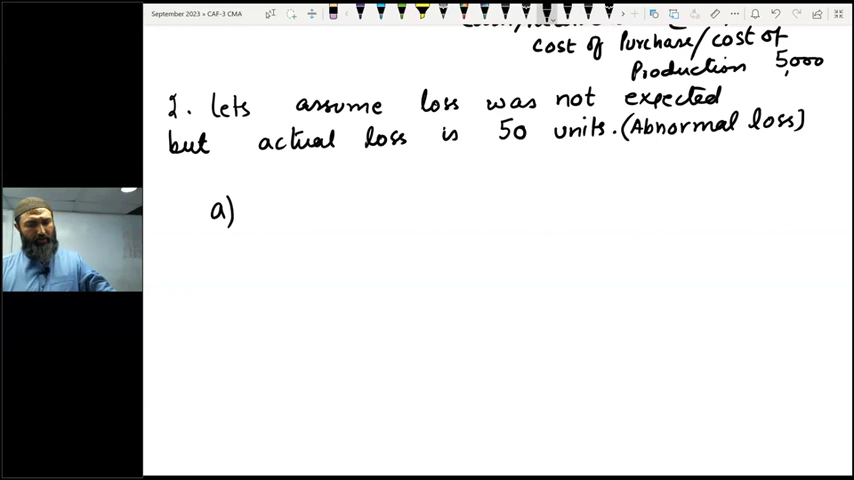 September 2023 » CAF-3 CMA
cost of Purchase/cost of
Production 5,000
2. lets assume loss was not expected
but actual loss is 50 units. (Abnormal loss)
a)